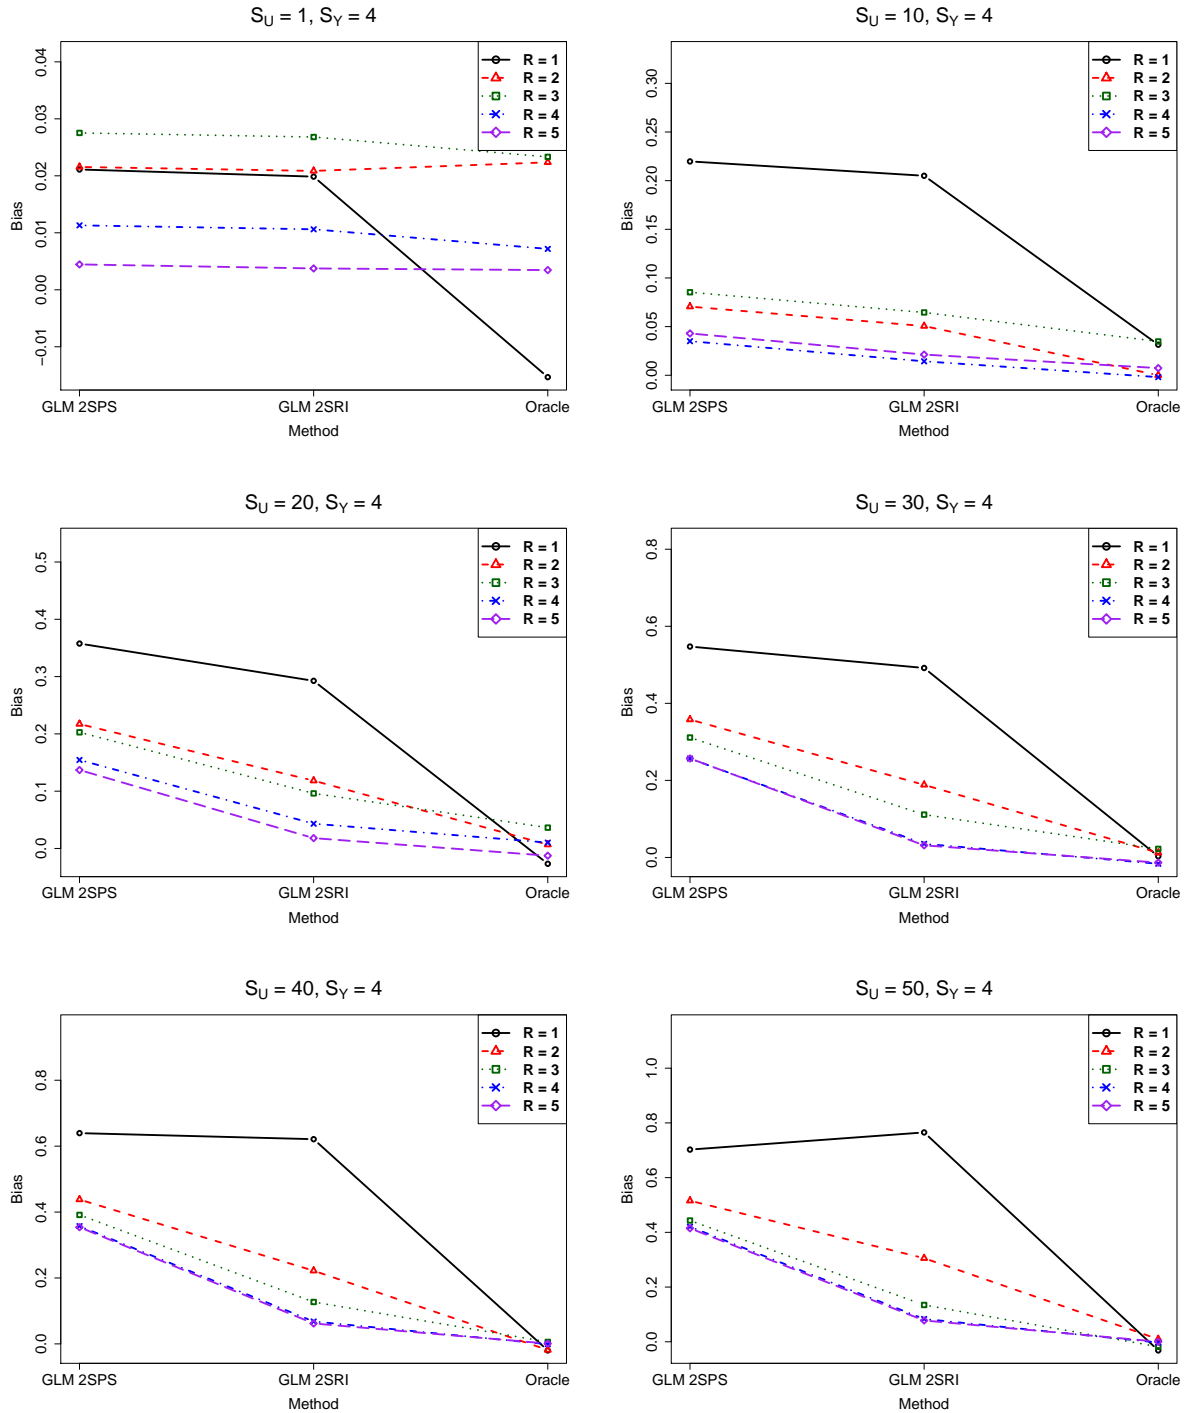 S_U = 1, S_Y = 4
Bias
0.04
0.03
0.02
0.01
0.00
−0.01
R = 1
R = 2
R = 3
R = 4
R = 5
GLM 2SPS GLM 2SRI Oracle
Method
S_U = 10, S_Y = 4
Bias
0.30
0.25
0.20
0.15
0.10
0.05
0.00
R = 1
R = 2
R = 3
R = 4
R = 5
GLM 2SPS GLM 2SRI Oracle
Method
S_U = 20, S_Y = 4
Bias
0.5
0.4
0.3
0.2
0.1
0.0
R = 1
R = 2
R = 3
R = 4
R = 5
GLM 2SPS GLM 2SRI Oracle
Method
S_U = 30, S_Y = 4
Bias
0.8
0.6
0.4
0.2
0.0
R = 1
R = 2
R = 3
R = 4
R = 5
GLM 2SPS GLM 2SRI Oracle
Method
S_U = 40, S_Y = 4
Bias
0.8
0.6
0.4
0.2
0.0
R = 1
R = 2
R = 3
R = 4
R = 5
GLM 2SPS GLM 2SRI Oracle
Method
S_U = 50, S_Y = 4
Bias
1.0
0.8
0.6
0.4
0.2
0.0
R = 1
R = 2
R = 3
R = 4
R = 5
GLM 2SPS GLM 2SRI Oracle
Method